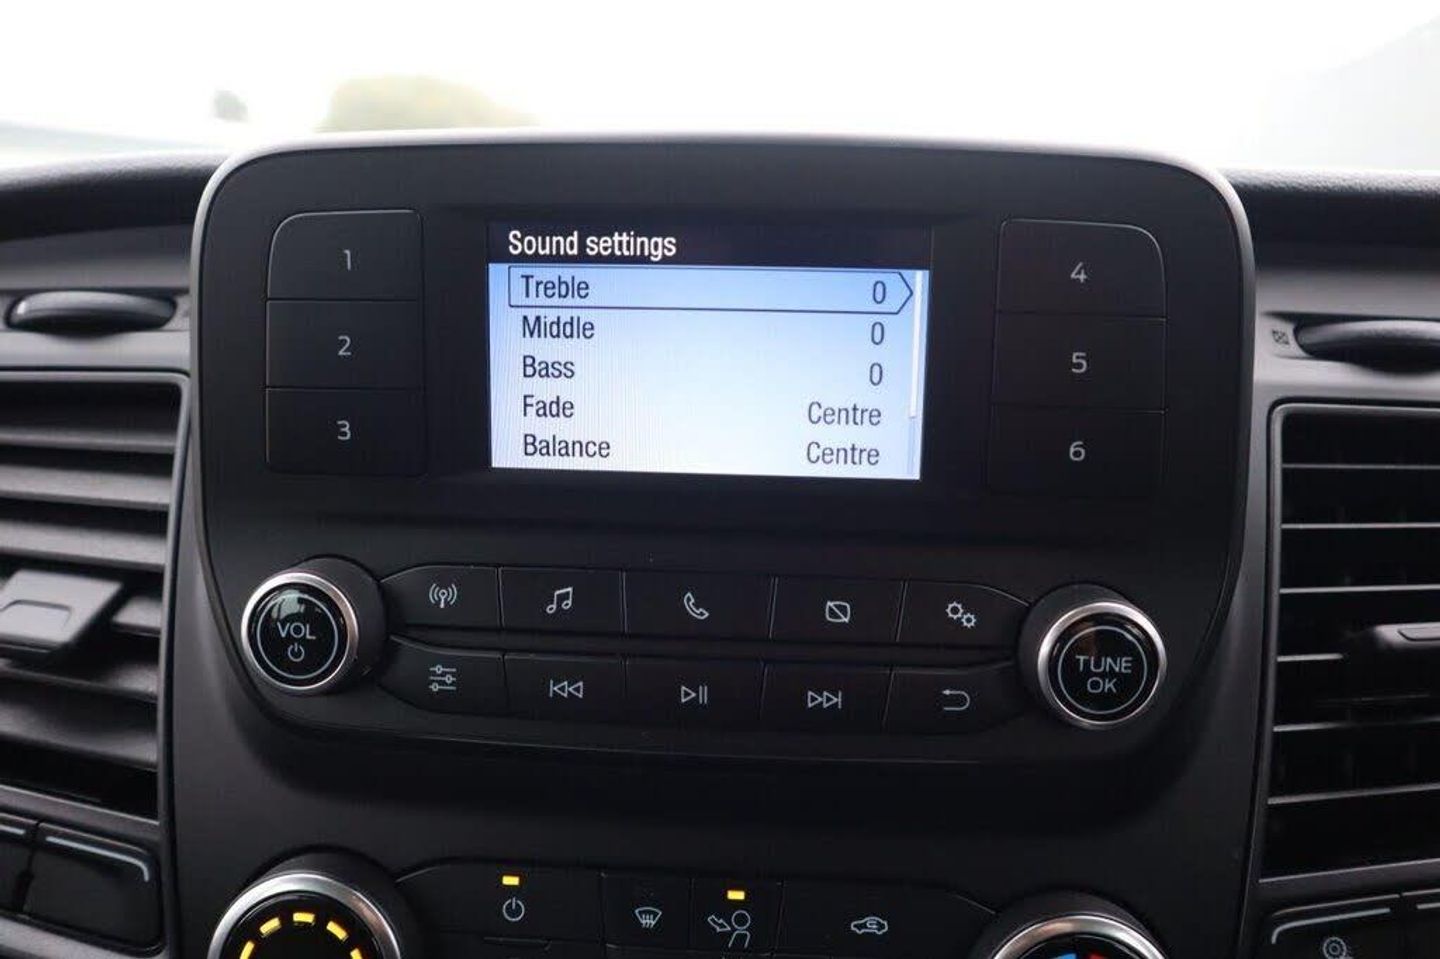 Sound settings
Treble 0
Middle 0
Bass 0
Fade Centre
Balance Centre
1
2
3
4
5
6
VOL
TUNE
OK